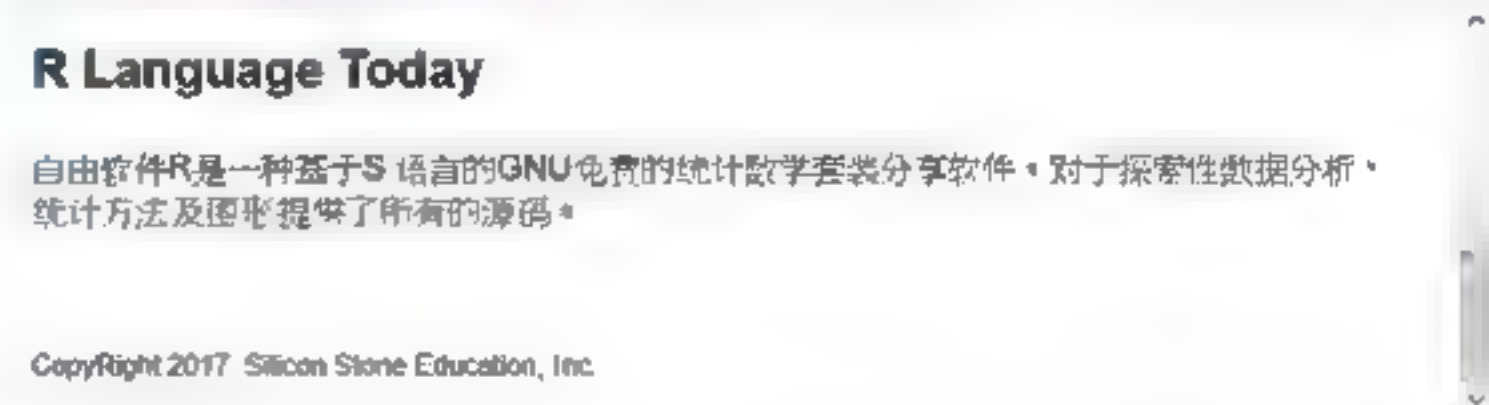 R Language Today
自由软件R是一种基于S 语言的GNU免费的统计数学套装分享软件，对于探索性数据分析、
统计方法及图形提供了所有的源码。
CopyRight 2017 Silicon Stone Education, Inc.